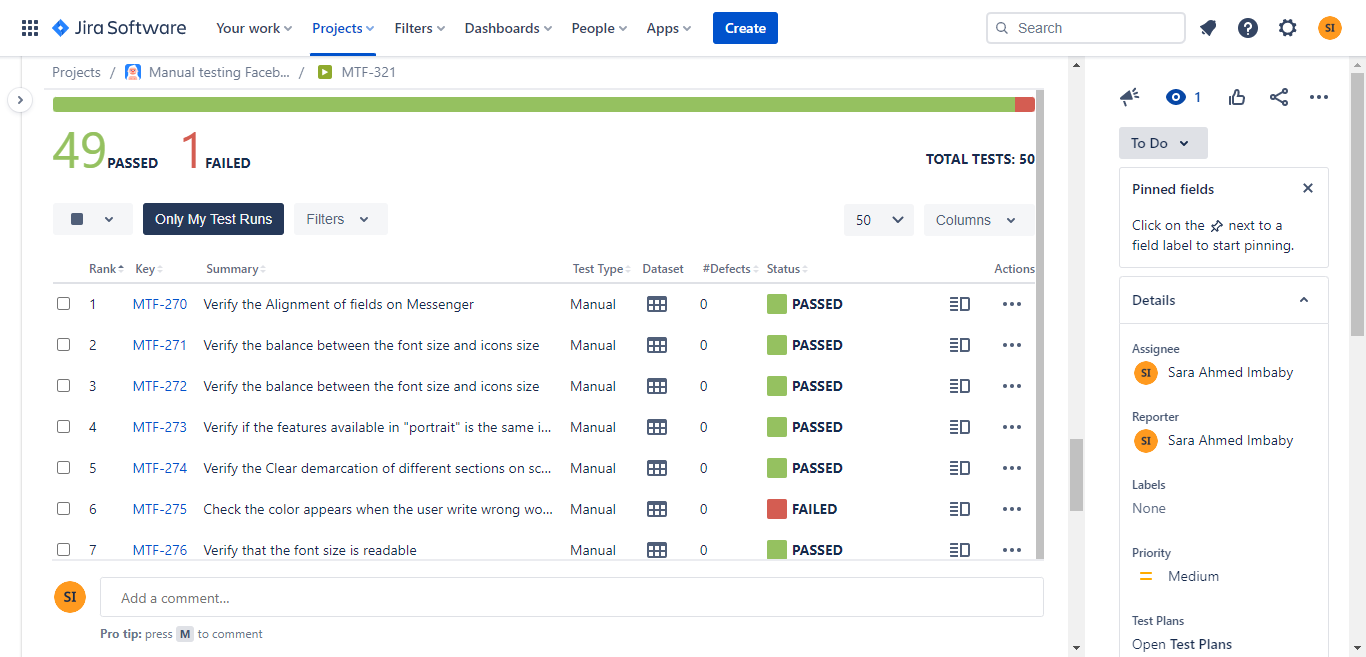 Jira Software Your work Projects Filters Dashboards People Apps Create Search SI
Projects / Manual testing Faceb... / MTF-321
49 PASSED 1 FAILED TOTAL TESTS: 50
Only My Test Runs Filters 50 Columns
Rank Key Summary Test Type Dataset #Defects Status Actions
1 MTF-270 Verify the Alignment of fields on Messenger Manual 0 PASSED
2 MTF-271 Verify the balance between the font size and icons size Manual 0 PASSED
3 MTF-272 Verify the balance between the font size and icons size Manual 0 PASSED
4 MTF-273 Verify if the features available in "portrait" is the same i... Manual 0 PASSED
5 MTF-274 Verify the Clear demarcation of different sections on sc... Manual 0 PASSED
6 MTF-275 Check the color appears when the user write wrong wo... Manual 0 FAILED
7 MTF-276 Verify that the font size is readable Manual 0 PASSED
SI Add a comment...
Pro tip: press M to comment
1
To Do
Pinned fields
Click on the next to a
field label to start pinning.
Details
Assignee
SI Sara Ahmed Imbaby
Reporter
SI Sara Ahmed Imbaby
Labels
None
Priority
Medium
Test Plans
Open Test Plans